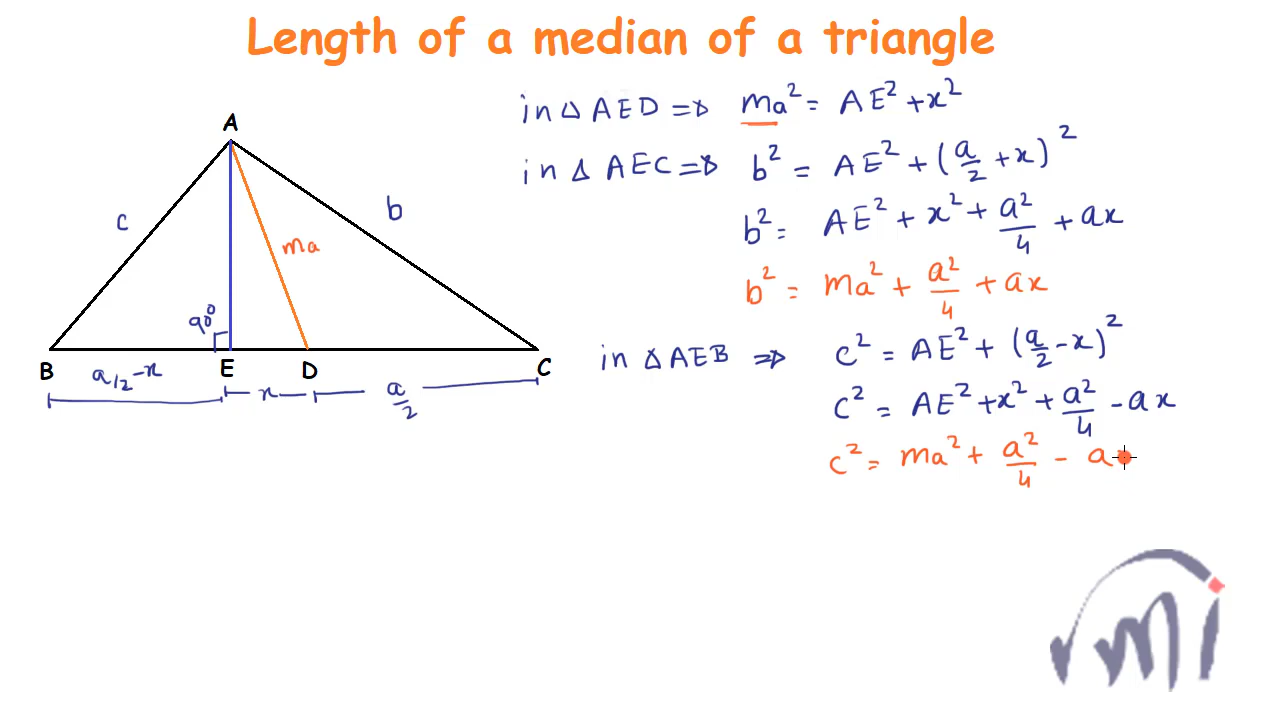 Length of a median of a triangle
in △ AED ⇒ ma² = AE² + x²
in △ AEC ⇒ b² = AE² + (a/2 + x)²
b² = AE² + x² + a²/4 + ax
b² = ma² + a²/4 + ax
in △ AEB ⇒ c² = AE² + (a/2 - x)²
c² = AE² + x² + a²/4 - ax
c² = ma² + a²/4 - a
A
c
b
ma
90°
B
E
D
C
a/2 - x
x
a/2
rmi